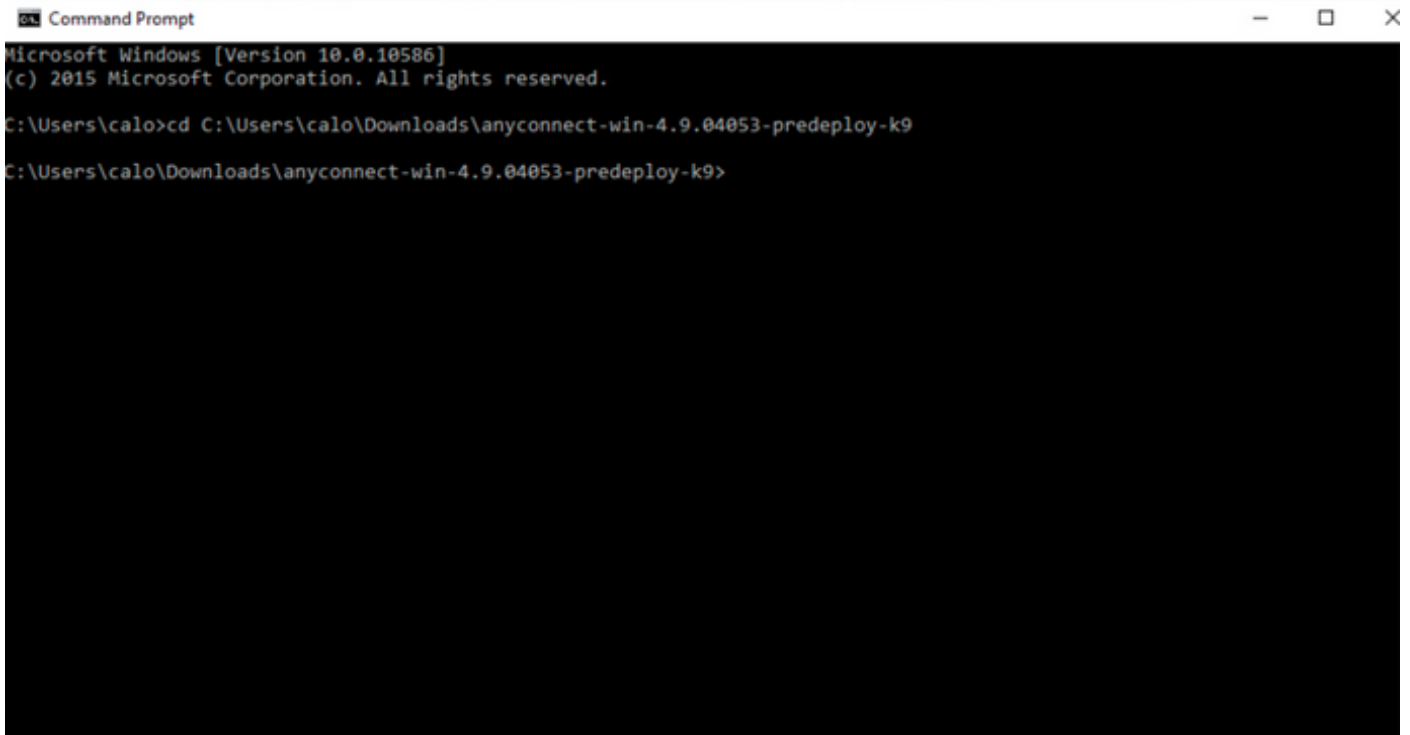 Command Prompt
Microsoft Windows [Version 10.0.10586]
(c) 2015 Microsoft Corporation. All rights reserved.
C:\Users\calo>cd C:\Users\calo\Downloads\anyconnect-win-4.9.04053-predeploy-k9
C:\Users\calo\Downloads\anyconnect-win-4.9.04053-predeploy-k9>